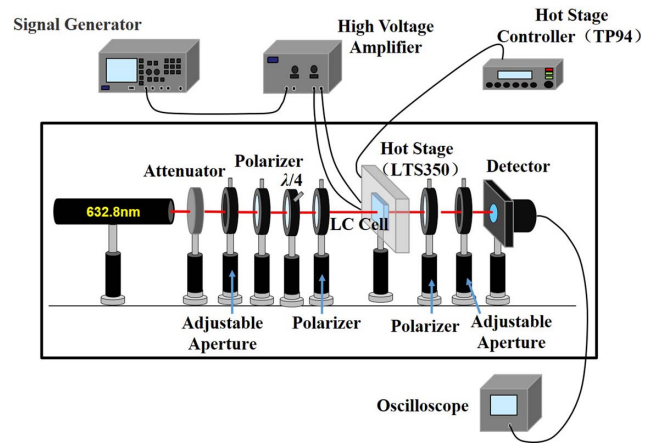 Signal Generator
High Voltage
Amplifier
Hot Stage
Controller（TP94）
Attenuator
Polarizer
λ/4
Hot Stage
（LTS350）
Detector
632.8nm
LC Cell
Adjustable
Aperture
Polarizer
Polarizer
Adjustable
Aperture
Oscilloscope